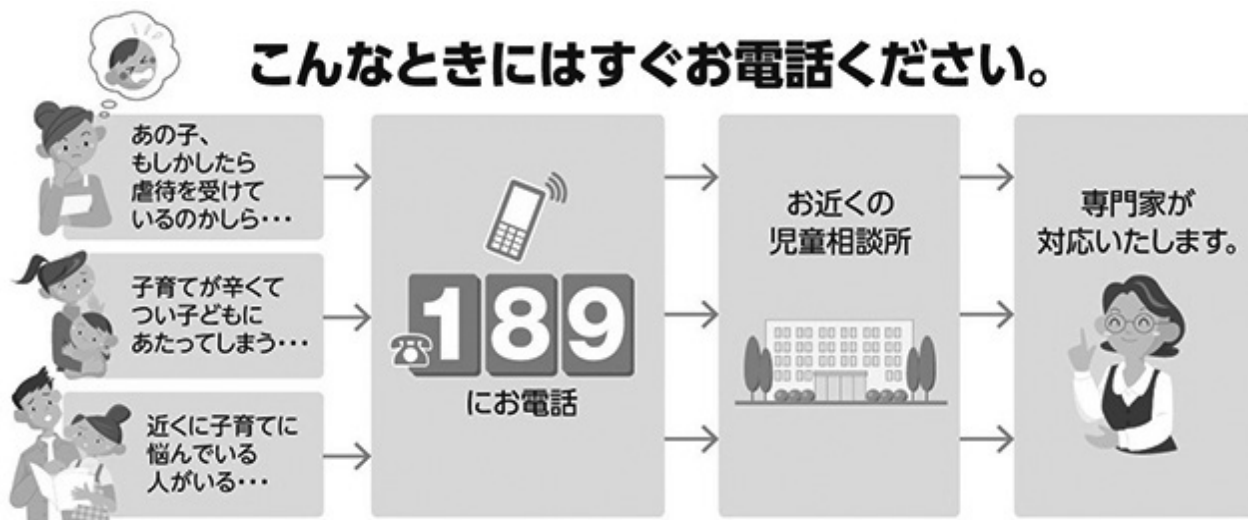 こんなときにはすぐお電話ください。
あの子、
もしかしたら
虐待を受けて
いるのかしら・・・
子育てが辛くて
つい子どもに
あたってしまう・・・
近くに子育てに
悩んでいる
人がいる・・・
189
にお電話
お近くの
児童相談所
専門家が
対応いたします。